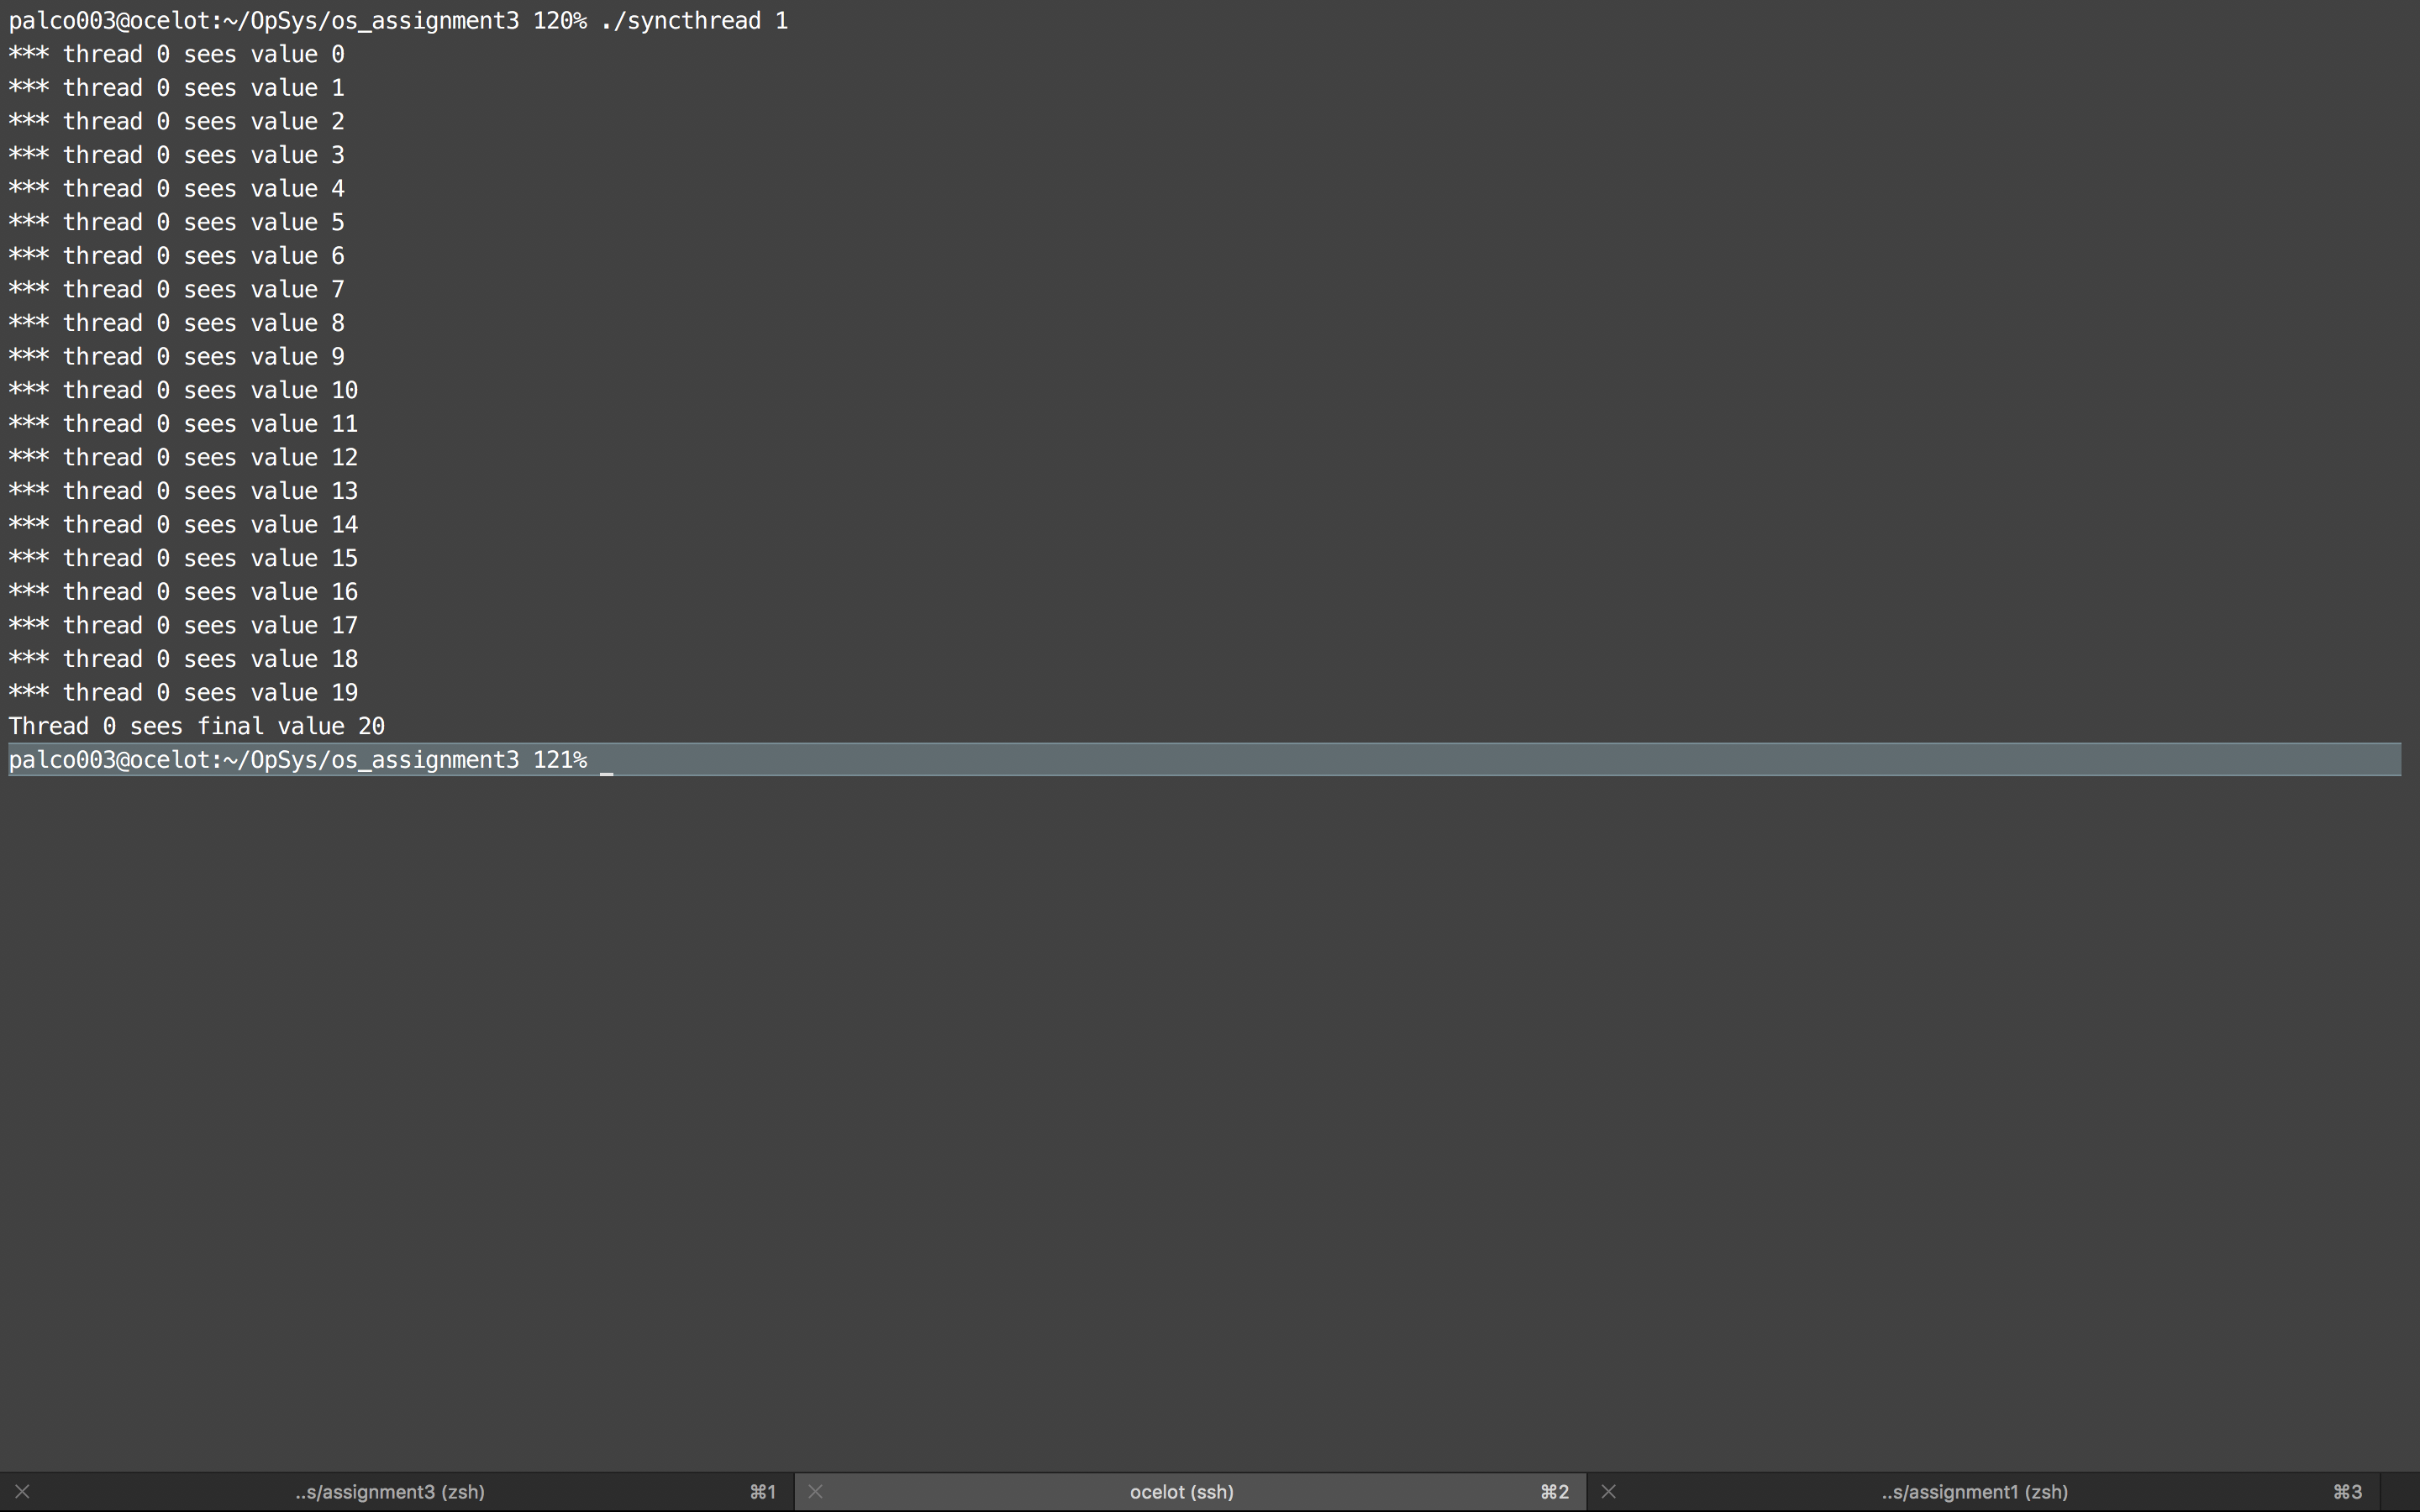 palco003@ocelot:~/OpSys/os_assignment3 120% ./syncthread 1
*** thread 0 sees value 0
*** thread 0 sees value 1
*** thread 0 sees value 2
*** thread 0 sees value 3
*** thread 0 sees value 4
*** thread 0 sees value 5
*** thread 0 sees value 6
*** thread 0 sees value 7
*** thread 0 sees value 8
*** thread 0 sees value 9
*** thread 0 sees value 10
*** thread 0 sees value 11
*** thread 0 sees value 12
*** thread 0 sees value 13
*** thread 0 sees value 14
*** thread 0 sees value 15
*** thread 0 sees value 16
*** thread 0 sees value 17
*** thread 0 sees value 18
*** thread 0 sees value 19
Thread 0 sees final value 20
palco003@ocelot:~/OpSys/os_assignment3 121% _
..s/assignment3 (zsh) ⌘1 ocelot (ssh) ⌘2 ..s/assignment1 (zsh) ⌘3